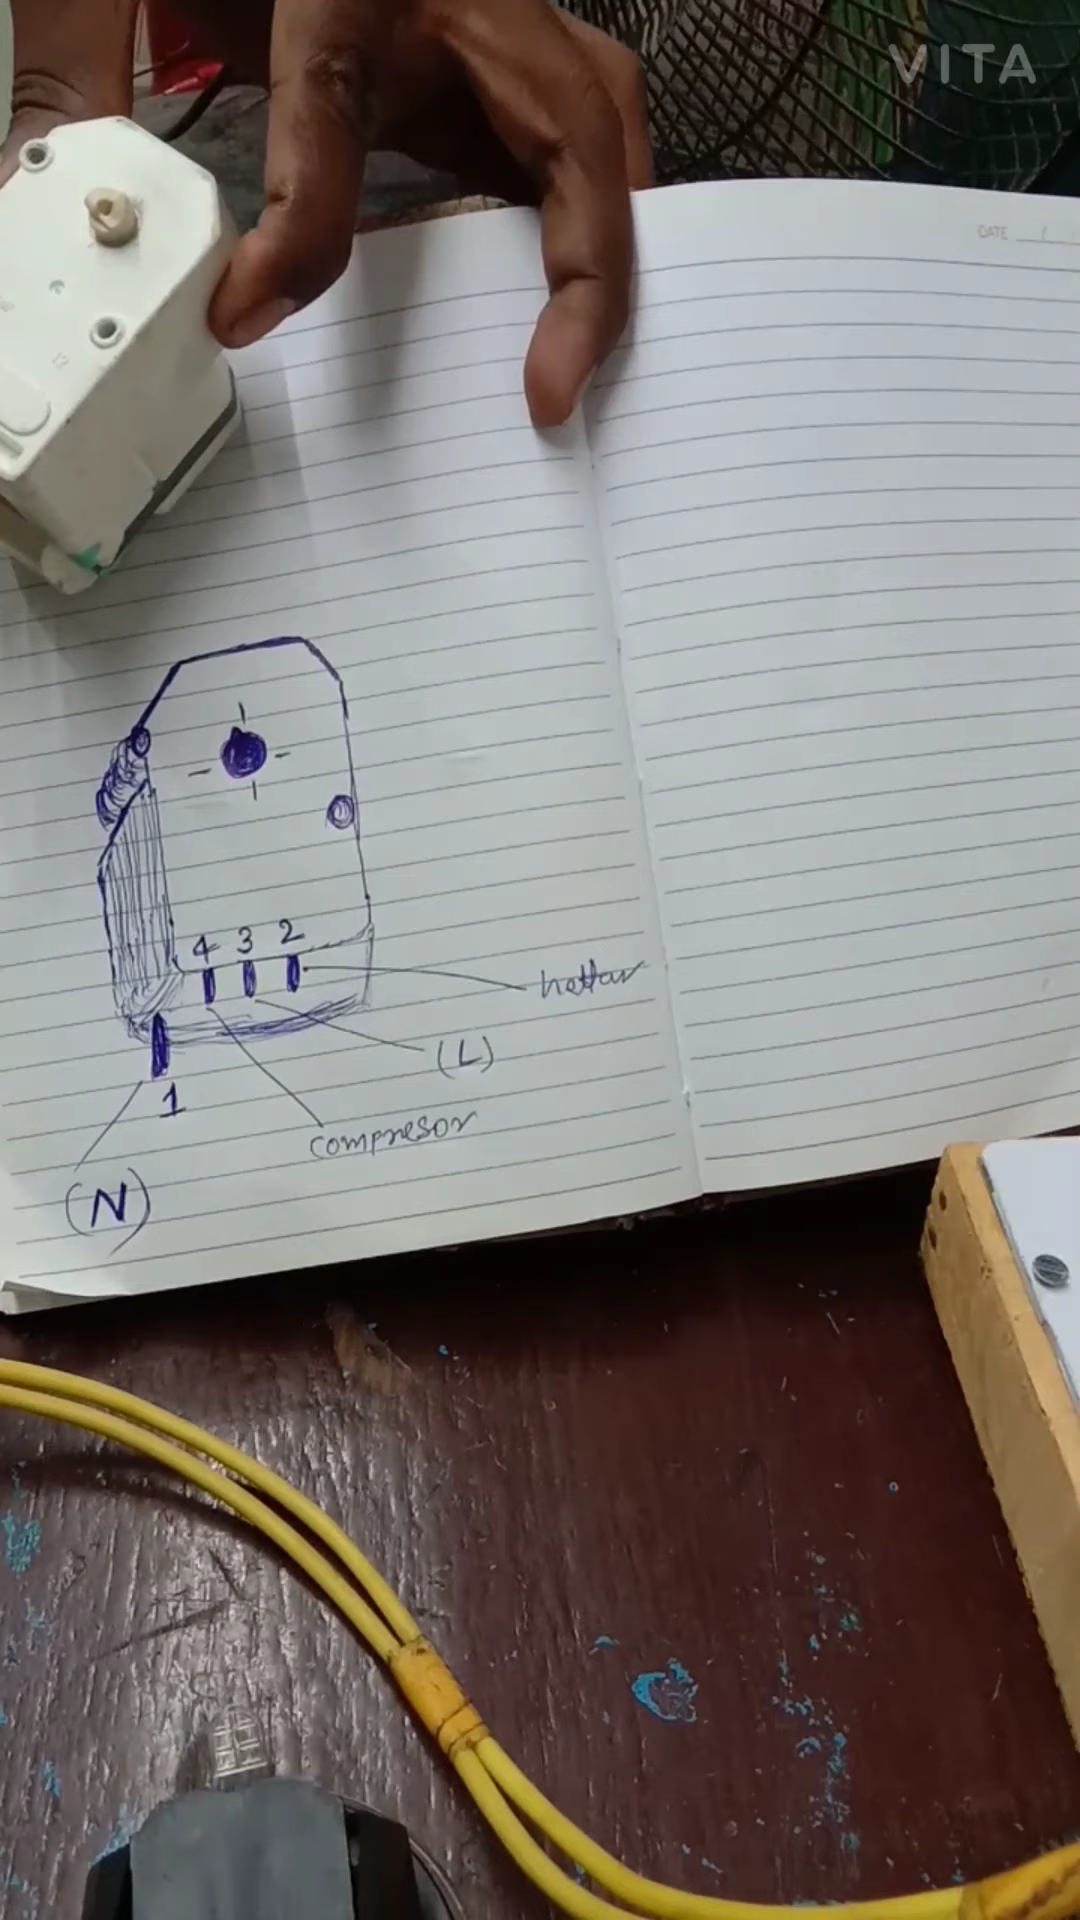 VITA
DATE
4 3 2
hettar
(L)
1
compresor
(N)